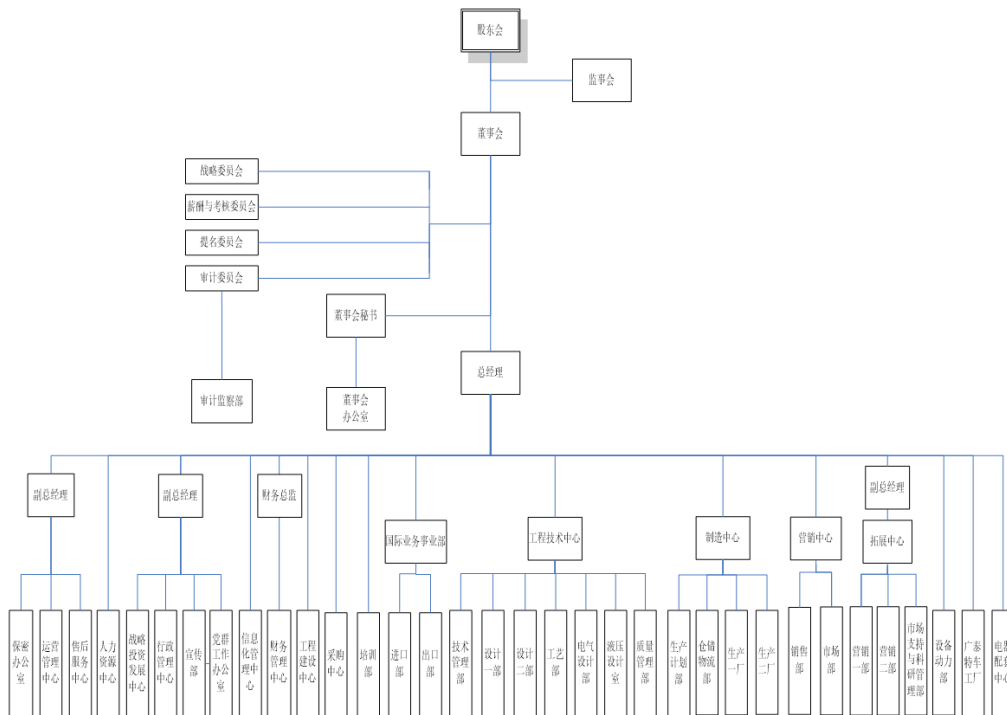 股东会
监事会
董事会
战略委员会
薪酬与考核委员会
提名委员会
审计委员会
董事会秘书
总经理
审计监察部
董事会
办公室
副总经理
副总经理
财务总监
副总经理
国际业务事业部
工程技术中心
制造中心
营销中心
拓展中心
保密办公室
运营管理中心
售后服务中心
人力资源中心
战略投资发展中心
行政管理中心
宣传部
党群工作办公室
信息化管理中心
财务管理中心
工程建设中心
采购中心
培训部
进口部
出口部
技术管理部
设计一部
设计二部
工艺部
电气设计部
液压设计室
质量管理部
生产计划部
仓储物流部
生产一厂
生产二厂
销售部
市场部
营销一部
营销二部
市场支持与科研管理部
设备动力部
广泰特车工厂
电器配套中心